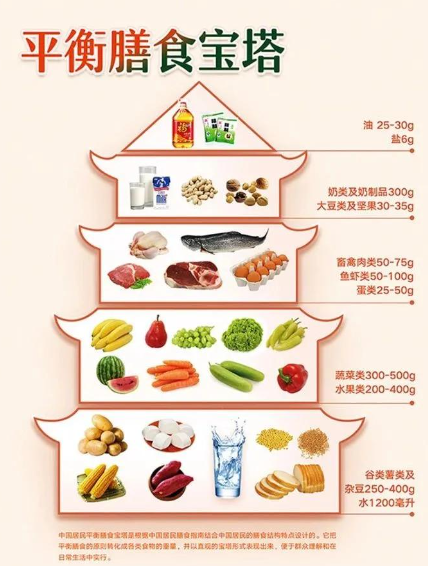 平衡膳食宝塔
油 25-30g
盐6g
奶类及奶制品300g
大豆类及坚果30-35g
畜禽肉类50-75g
鱼虾类50-100g
蛋类25-50g
蔬菜类300-500g
水果类200-400g
谷类薯类及
杂豆250-400g
水1200毫升
中国居民平衡膳食宝塔是根据中国居民膳食指南结合中国居民的膳食结构特点设计的。它把
平衡膳食的原则转化成各类食物的重量，并以直观的宝塔形式表现出来，便于群众理解和在
日常生活中实行。